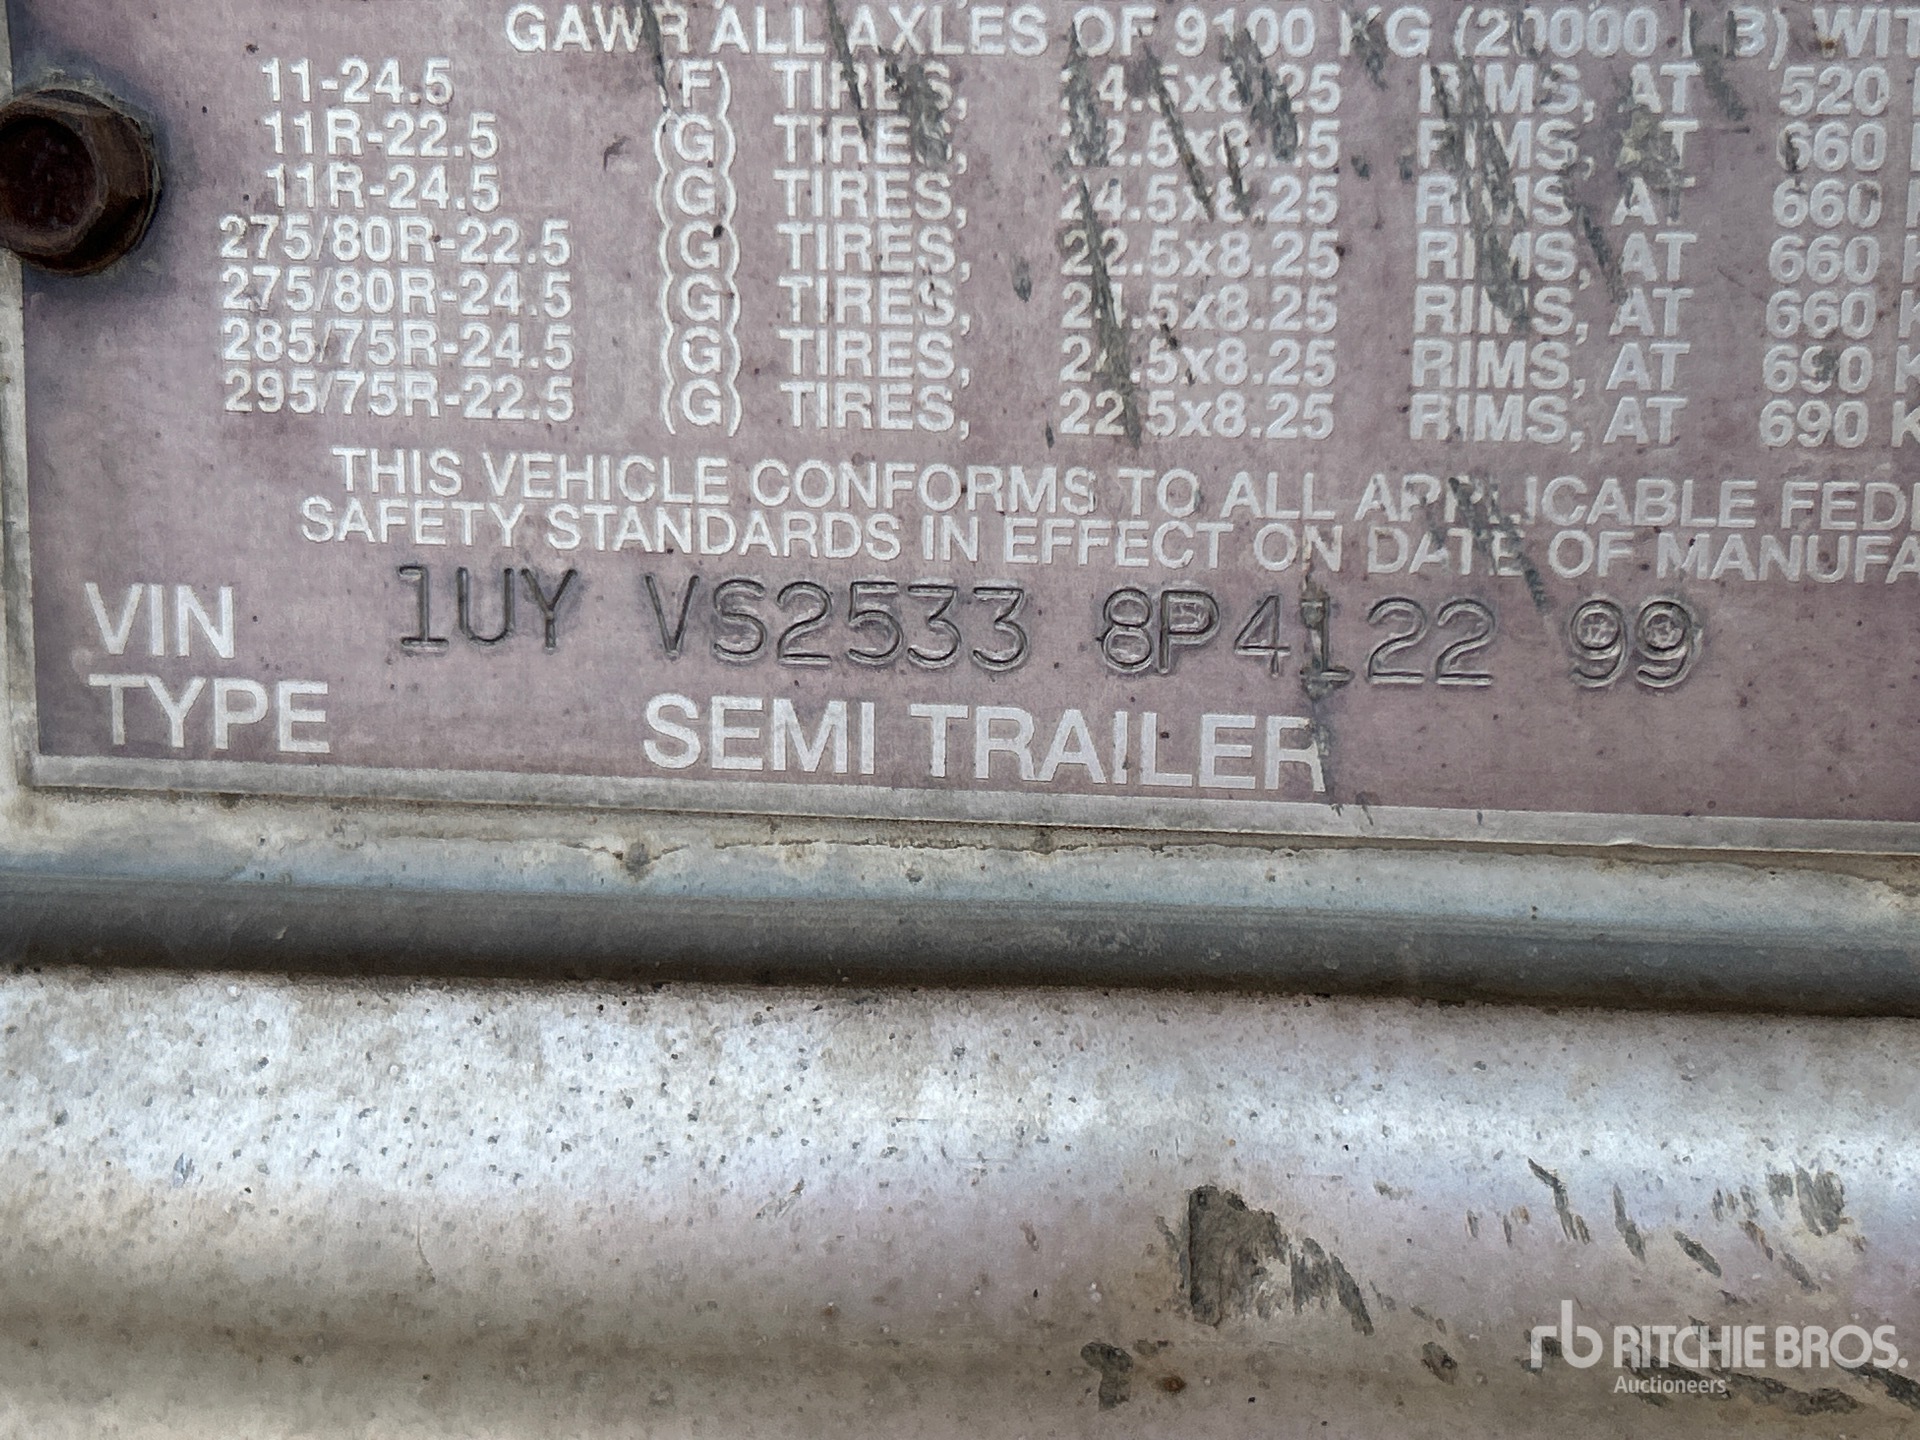 GAWR ALL AXLES OF 9100 KG (20000 LB) WIT
11-24.5 (F) TIRES, 24.5x8.25 RIMS, AT 520
11R-22.5 (G) TIRES, 22.5x8.25 RIMS, AT 660
11R-24.5 (G) TIRES, 24.5x8.25 RIMS, AT 660
275/80R-22.5 (G) TIRES, 22.5x8.25 RIMS, AT 660 K
275/80R-24.5 (G) TIRES, 24.5x8.25 RIMS, AT 660 K
285/75R-24.5 (G) TIRES, 24.5x8.25 RIMS, AT 690 K
295/75R-22.5 (G) TIRES, 22.5x8.25 RIMS, AT 690 K
THIS VEHICLE CONFORMS TO ALL APPLICABLE FEDE
SAFETY STANDARDS IN EFFECT ON DATE OF MANUFA
VIN 1UY VS2533 8P4122 99
TYPE SEMI TRAILER
rb RITCHIE BROS.
Auctioneers